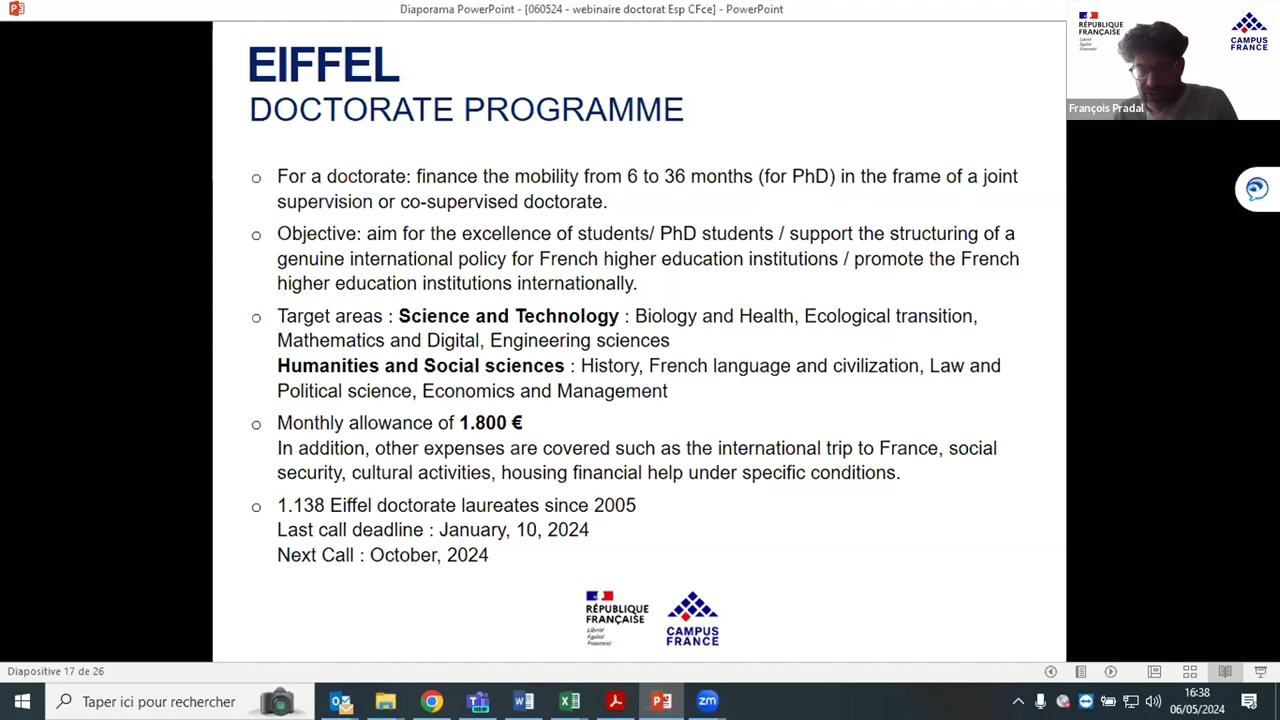 Diaporama PowerPoint - [060524 - webinaire doctorat Esp CFce] - PowerPoint
EIFFEL
DOCTORATE PROGRAMME
For a doctorate: finance the mobility from 6 to 36 months (for PhD) in the frame of a joint
supervision or co-supervised doctorate.
Objective: aim for the excellence of students/ PhD students / support the structuring of a
genuine international policy for French higher education institutions / promote the French
higher education institutions internationally.
Target areas : Science and Technology : Biology and Health, Ecological transition,
Mathematics and Digital, Engineering sciences
Humanities and Social sciences : History, French language and civilization, Law and
Political science, Economics and Management
Monthly allowance of 1.800 €
In addition, other expenses are covered such as the international trip to France, social
security, cultural activities, housing financial help under specific conditions.
1.138 Eiffel doctorate laureates since 2005
Last call deadline : January, 10, 2024
Next Call : October, 2024
RÉPUBLIQUE
FRANÇAISE
Liberté
Égalité
Fraternité
CAMPUS
FRANCE
RÉPUBLIQUE
FRANÇAISE
Liberté
Égalité
Fraternité
CAMPUS
FRANCE
François Pradal
Diapositive 17 de 26
Taper ici pour rechercher
NEW
zm
16:38
06/05/2024